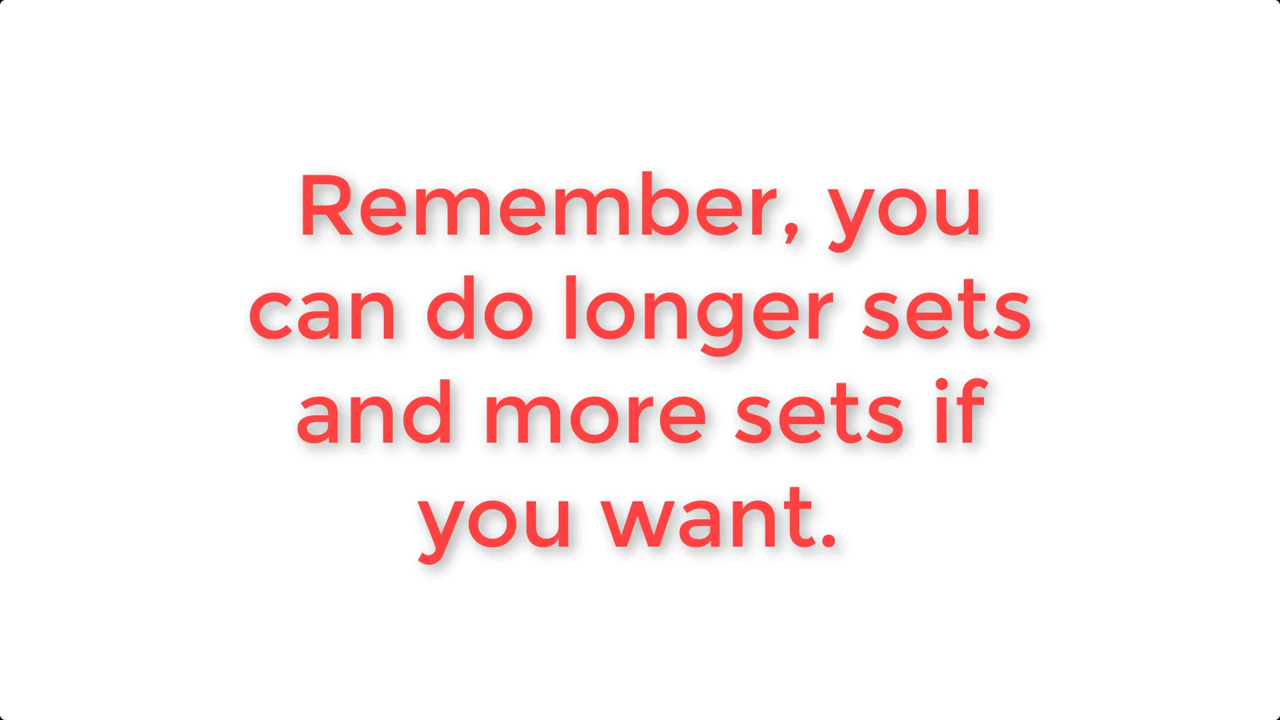 Remember, you
can do longer sets
and more sets if
you want.